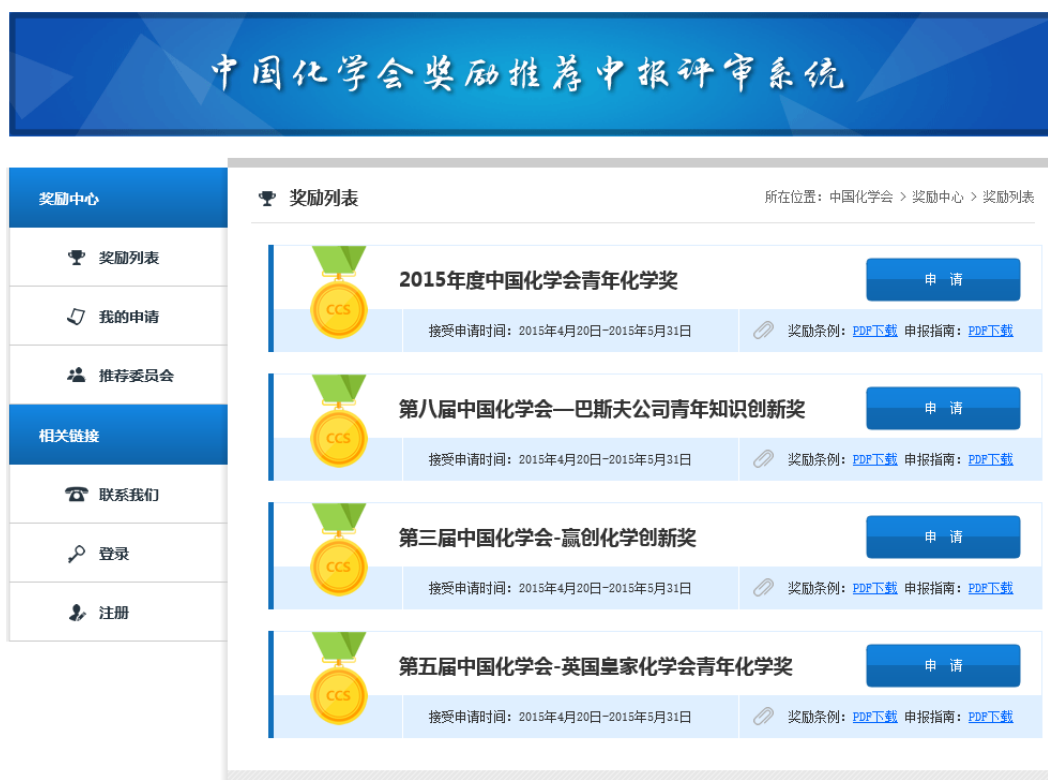 中国化学会奖励推荐申报评审系统
奖励中心
奖励列表
我的申请
推荐委员会
相关链接
联系我们
登录
注册
奖励列表
所在位置：中国化学会 > 奖励中心 > 奖励列表
CCS
2015年度中国化学会青年化学奖
申 请
接受申请时间：2015年4月20日-2015年5月31日
奖励条例：PDF下载 申报指南：PDF下载
CCS
第八届中国化学会—巴斯夫公司青年知识创新奖
申 请
接受申请时间：2015年4月20日-2015年5月31日
奖励条例：PDF下载 申报指南：PDF下载
CCS
第三届中国化学会-赢创化学创新奖
申 请
接受申请时间：2015年4月20日-2015年5月31日
奖励条例：PDF下载 申报指南：PDF下载
CCS
第五届中国化学会-英国皇家化学会青年化学奖
申 请
接受申请时间：2015年4月20日-2015年5月31日
奖励条例：PDF下载 申报指南：PDF下载